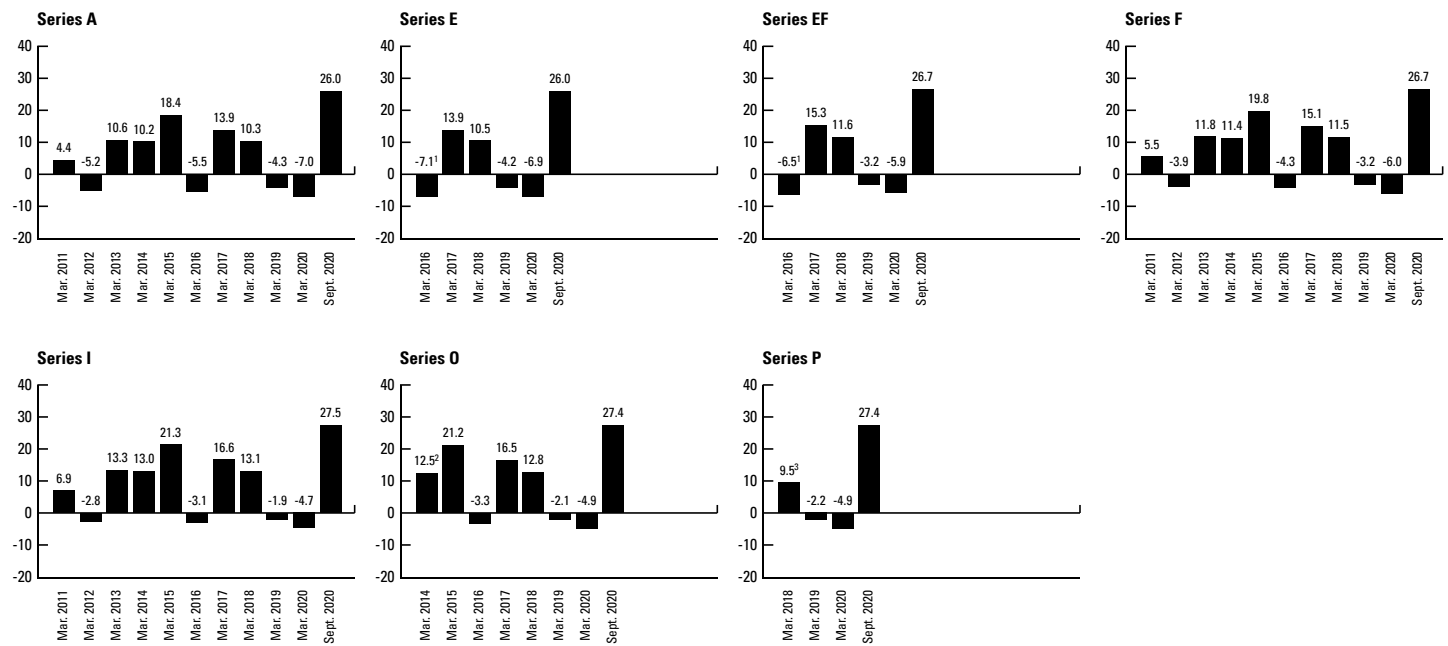 Series A
40
30
20
10
0
-10
-20
4.4
-5.2
10.6
10.2
18.4
-5.5
13.9
10.3
-4.3
-7.0
26.0
Mar. 2011
Mar. 2012
Mar. 2013
Mar. 2014
Mar. 2015
Mar. 2016
Mar. 2017
Mar. 2018
Mar. 2019
Mar. 2020
Sept. 2020
Series E
40
30
20
10
0
-10
-20
-7.1¹
13.9
10.5
-4.2
-6.9
26.0
Mar. 2016
Mar. 2017
Mar. 2018
Mar. 2019
Mar. 2020
Sept. 2020
Series EF
40
30
20
10
0
-10
-20
-6.5¹
15.3
11.6
-3.2
-5.9
26.7
Mar. 2016
Mar. 2017
Mar. 2018
Mar. 2019
Mar. 2020
Sept. 2020
Series F
40
30
20
10
0
-10
-20
5.5
-3.9
11.8
11.4
19.8
-4.3
15.1
11.5
-3.2
-6.0
26.7
Mar. 2011
Mar. 2012
Mar. 2013
Mar. 2014
Mar. 2015
Mar. 2016
Mar. 2017
Mar. 2018
Mar. 2019
Mar. 2020
Sept. 2020
Series I
40
30
20
10
0
-10
-20
6.9
-2.8
13.3
13.0
21.3
-3.1
16.6
13.1
-1.9
-4.7
27.5
Mar. 2011
Mar. 2012
Mar. 2013
Mar. 2014
Mar. 2015
Mar. 2016
Mar. 2017
Mar. 2018
Mar. 2019
Mar. 2020
Sept. 2020
Series O
40
30
20
10
0
-10
-20
12.5²
21.2
-3.3
16.5
12.8
-2.1
-4.9
27.4
Mar. 2014
Mar. 2015
Mar. 2016
Mar. 2017
Mar. 2018
Mar. 2019
Mar. 2020
Sept. 2020
Series P
40
30
20
10
0
-10
-20
9.5³
-2.2
-4.9
27.4
Mar. 2018
Mar. 2019
Mar. 2020
Sept. 2020